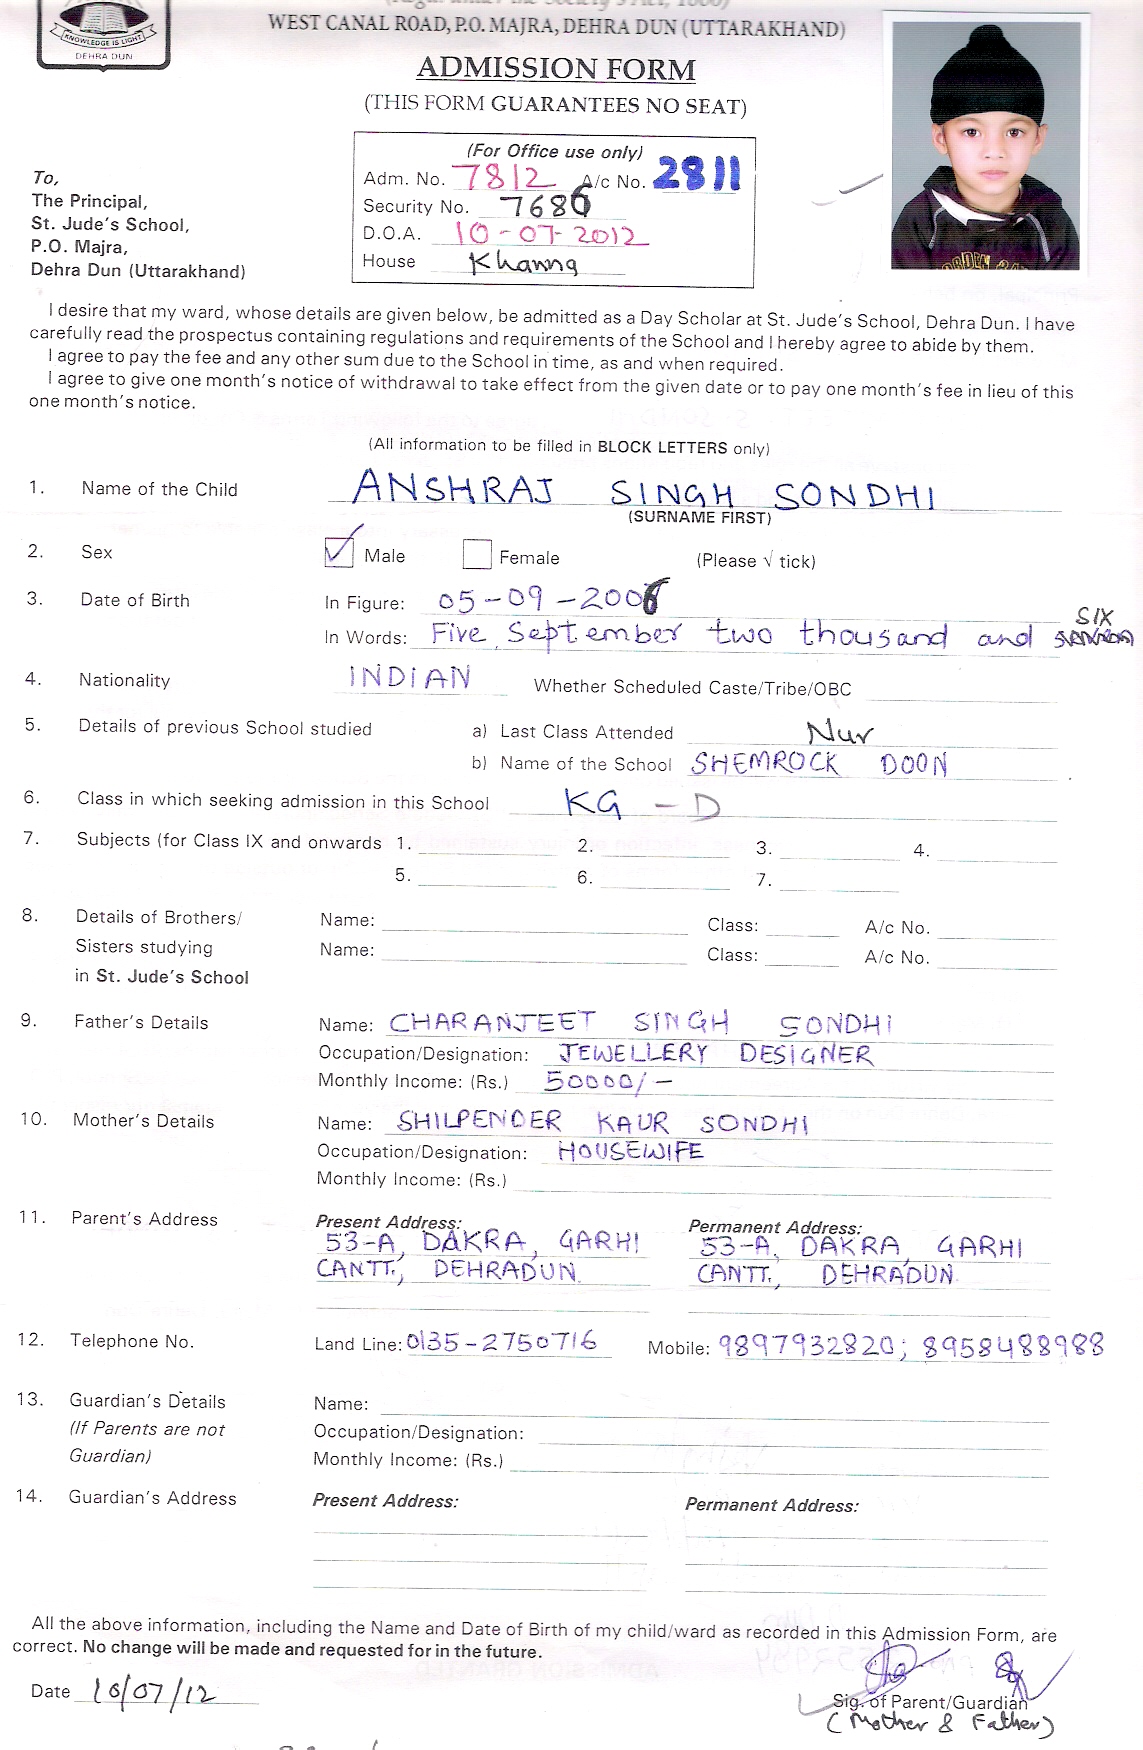 KNOWLEDGE IS LIGHT
DEHRA DUN
WEST CANAL ROAD, P.O. MAJRA, DEHRA DUN (UTTARAKHAND)
ADMISSION FORM
(THIS FORM GUARANTEES NO SEAT)
(For Office use only)
Adm. No. 7812 A/c No. 2811
Security No. 7686
D.O.A. 10-07-2012
House Khanna
To,
The Principal,
St. Jude's School,
P.O. Majra,
Dehra Dun (Uttarakhand)
I desire that my ward, whose details are given below, be admitted as a Day Scholar at St. Jude's School, Dehra Dun. I have
carefully read the prospectus containing regulations and requirements of the School and I hereby agree to abide by them.
I agree to pay the fee and any other sum due to the School in time, as and when required.
I agree to give one month's notice of withdrawal to take effect from the given date or to pay one month's fee in lieu of this
one month's notice.
(All information to be filled in BLOCK LETTERS only)
1. Name of the Child ANSHRAJ SINGH SONDHI
(SURNAME FIRST)
2. Sex ✓ Male Female (Please √ tick)
3. Date of Birth In Figure: 05-09-2006
In Words: Five September two thousand and six
4. Nationality INDIAN Whether Scheduled Caste/Tribe/OBC
5. Details of previous School studied a) Last Class Attended Nur
b) Name of the School SHEMROCK DOON
6. Class in which seeking admission in this School KG - D
7. Subjects (for Class IX and onwards 1. 2. 3. 4.
5. 6. 7.
8. Details of Brothers/ Name: Class: A/c No.
Sisters studying Name: Class: A/c No.
in St. Jude's School
9. Father's Details Name: CHARANJEET SINGH SONDHI
Occupation/Designation: JEWELLERY DESIGNER
Monthly Income: (Rs.) 50000/-
10. Mother's Details Name: SHILPENDER KAUR SONDHI
Occupation/Designation: HOUSEWIFE
Monthly Income: (Rs.)
11. Parent's Address Present Address: Permanent Address:
53-A, DAKRA, GARHI 53-A, DAKRA, GARHI
CANTT., DEHRADUN CANTT., DEHRADUN.
12. Telephone No. Land Line: 0135-2750716 Mobile: 9897932820; 8958488988
13. Guardian's Details Name:
(If Parents are not Occupation/Designation:
Guardian) Monthly Income: (Rs.)
14. Guardian's Address Present Address: Permanent Address:
All the above information, including the Name and Date of Birth of my child/ward as recorded in this Admission Form, are
correct. No change will be made and requested for in the future.
Date 10/07/12
Sig. of Parent/Guardian
(Mother & Father)